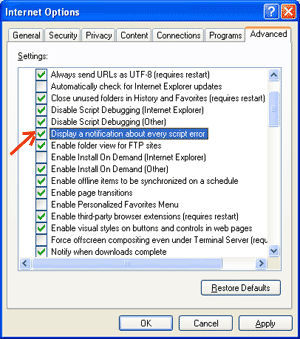 Internet Options
General
Security
Privacy
Content
Connections
Programs
Advanced
Settings:
Always send URLs as UTF-8 (requires restart)
Automatically check for Internet Explorer updates
Close unused folders in History and Favorites (requires restart)
Disable Script Debugging (Internet Explorer)
Disable Script Debugging (Other)
Display a notification about every script error
Enable folder view for FTP sites
Enable Install On Demand (Internet Explorer)
Enable Install On Demand (Other)
Enable offline items to be synchronized on a schedule
Enable page transitions
Enable Personalized Favorites Menu
Enable third-party browser extensions (requires restart)
Enable visual styles on buttons and controls in web pages
Force offscreen compositing even under Terminal Server (requ
Notify when downloads complete
Restore Defaults
OK
Cancel
Apply